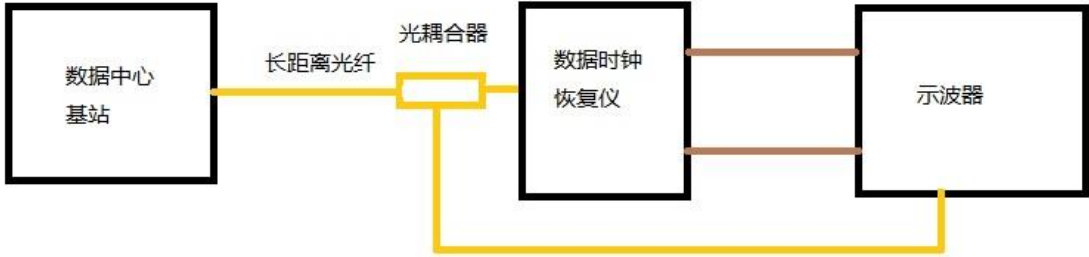 数据中心
基站
长距离光纤
光耦合器
数据时钟
恢复仪
示波器